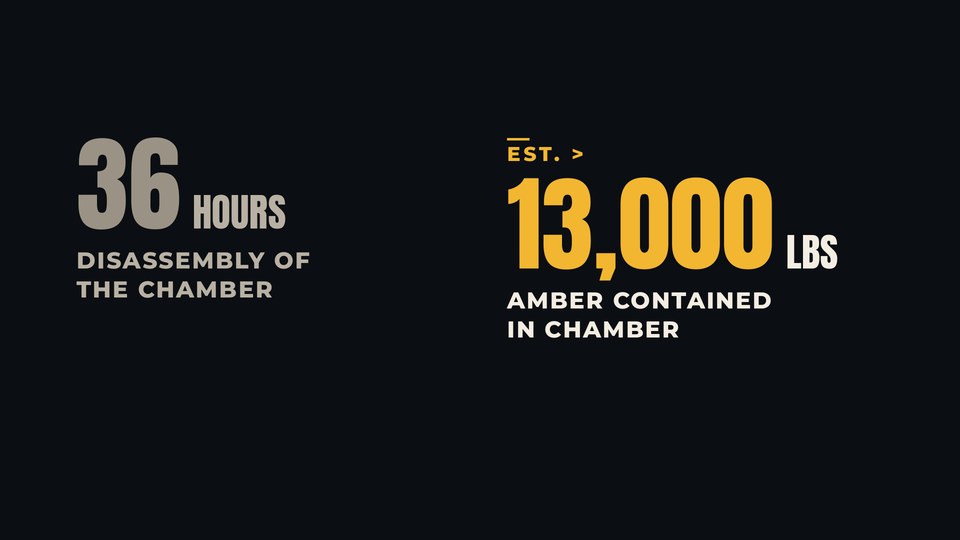 36 HOURS
DISASSEMBLY OF
THE CHAMBER
EST. >
13,000 LBS
AMBER CONTAINED
IN CHAMBER